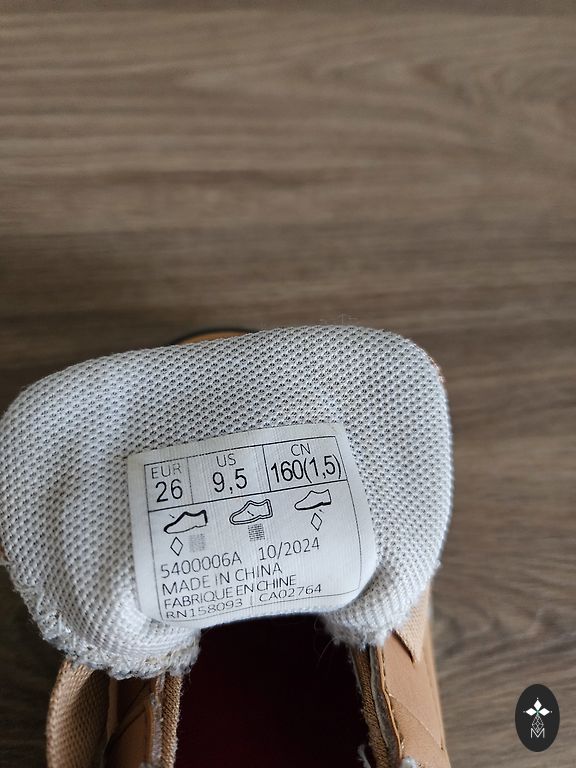 EUR US CN
26 9,5 160(1,5)
5400006A 10/2024
MADE IN CHINA
FABRIQUE EN CHINE
RN158093 CA02764
M